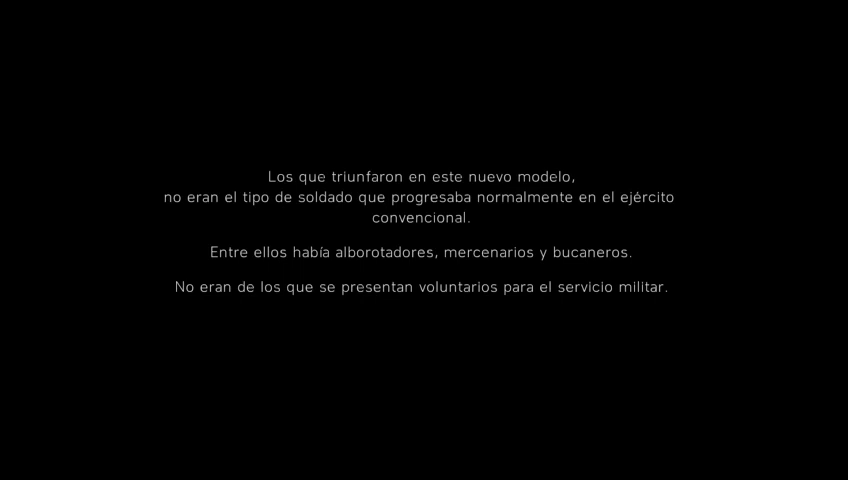 Los que triunfaron en este nuevo modelo,
no eran el tipo de soldado que progresaba normalmente en el ejército
convencional.
Entre ellos había alborotadores, mercenarios y bucaneros.
No eran de los que se presentan voluntarios para el servicio militar.